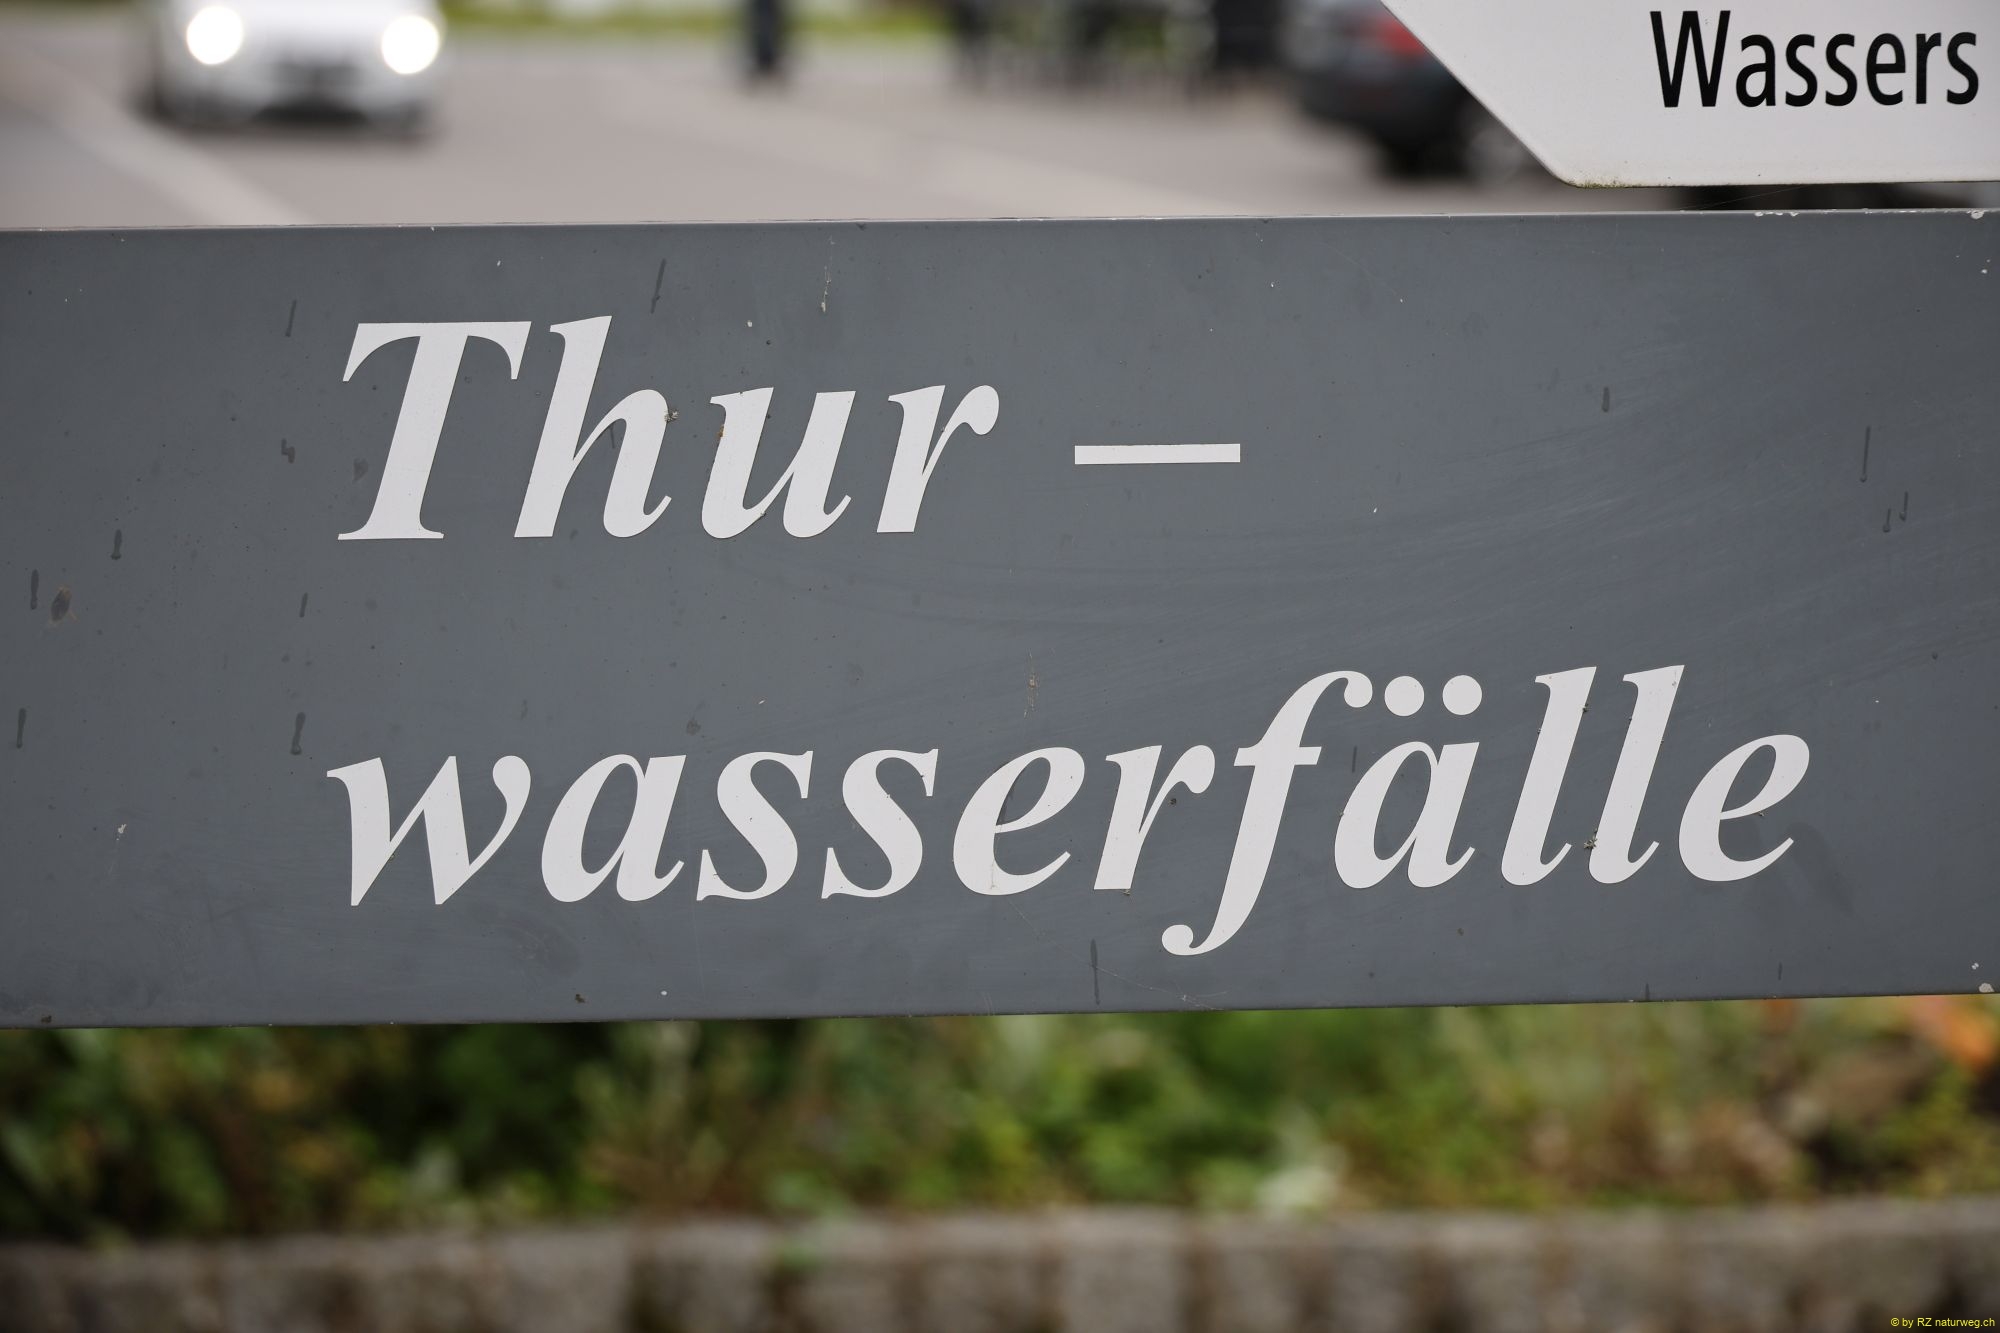 Wassers
Thur –
wasserfälle
© by RZ naturweg.ch